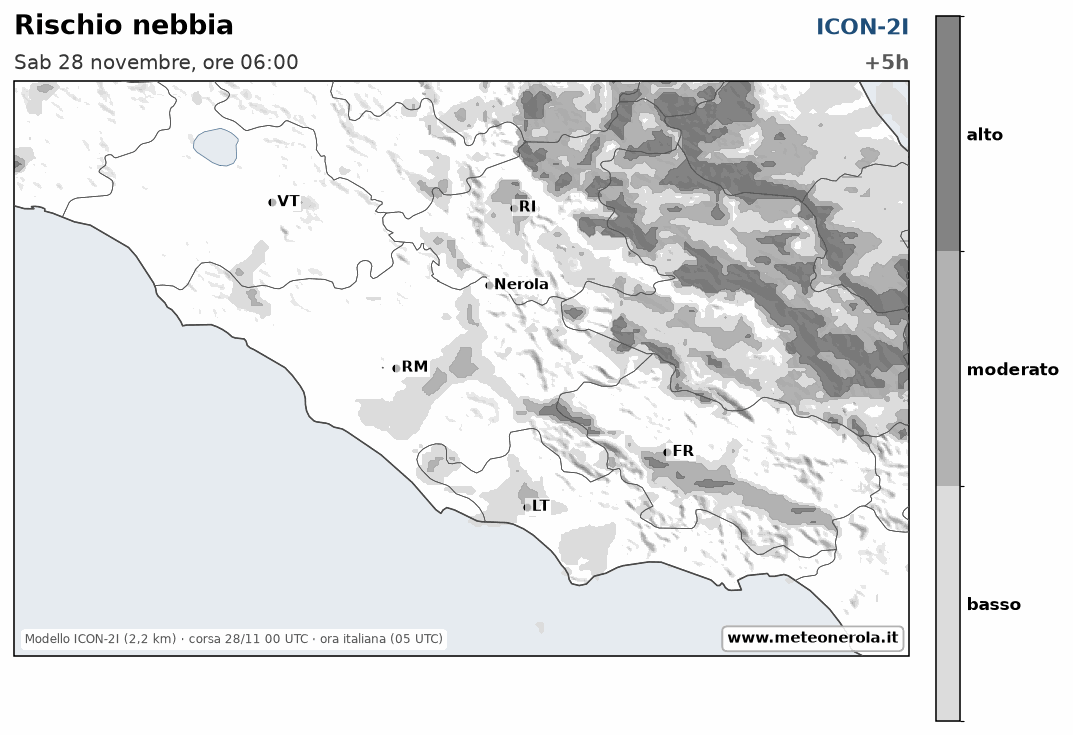 Rischio nebbia
ICON-2I
Sab 28 novembre, ore 06:00
+5h
alto
VT
RI
Nerola
RM
moderato
FR
LT
basso
Modello ICON-2I (2,2 km) · corsa 28/11 00 UTC · ora italiana (05 UTC)
www.meteonerola.it